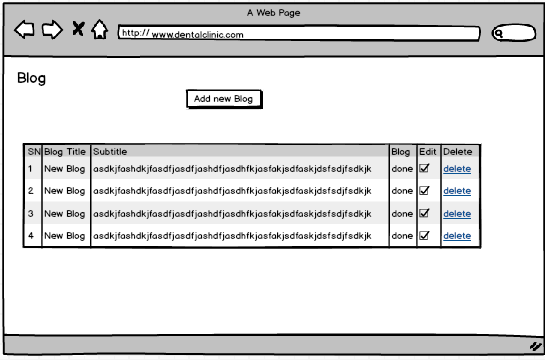 A Web Page
http:// www.dentalclinic.com
Blog
Add new Blog
SN Blog Title Subtitle Blog Edit Delete
1 New Blog asdkjfashdkjfasdfjasdfjashdfjasdhfkjasfakjsdfaskjdsfsdjfsdkjk done delete
2 New Blog asdkjfashdkjfasdfjasdfjashdfjasdhfkjasfakjsdfaskjdsfsdjfsdkjk done delete
3 New Blog asdkjfashdkjfasdfjasdfjashdfjasdhfkjasfakjsdfaskjdsfsdjfsdkjk done delete
4 New Blog asdkjfashdkjfasdfjasdfjashdfjasdhfkjasfakjsdfaskjdsfsdjfsdkjk done delete